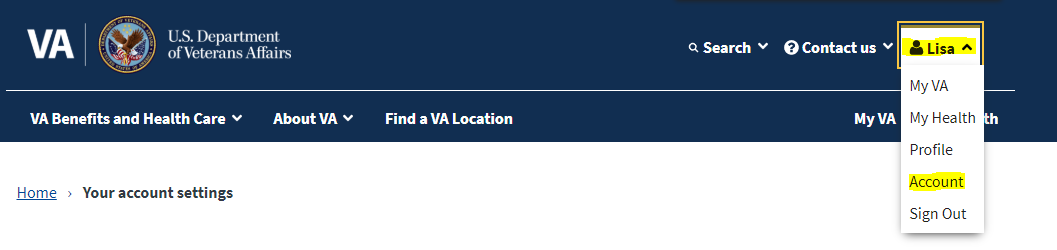 VA
U.S. Department
of Veterans Affairs
Search
Contact us
Lisa
My VA
My Health
Profile
Account
Sign Out
VA Benefits and Health Care
About VA
Find a VA Location
My VA
th
Home › Your account settings